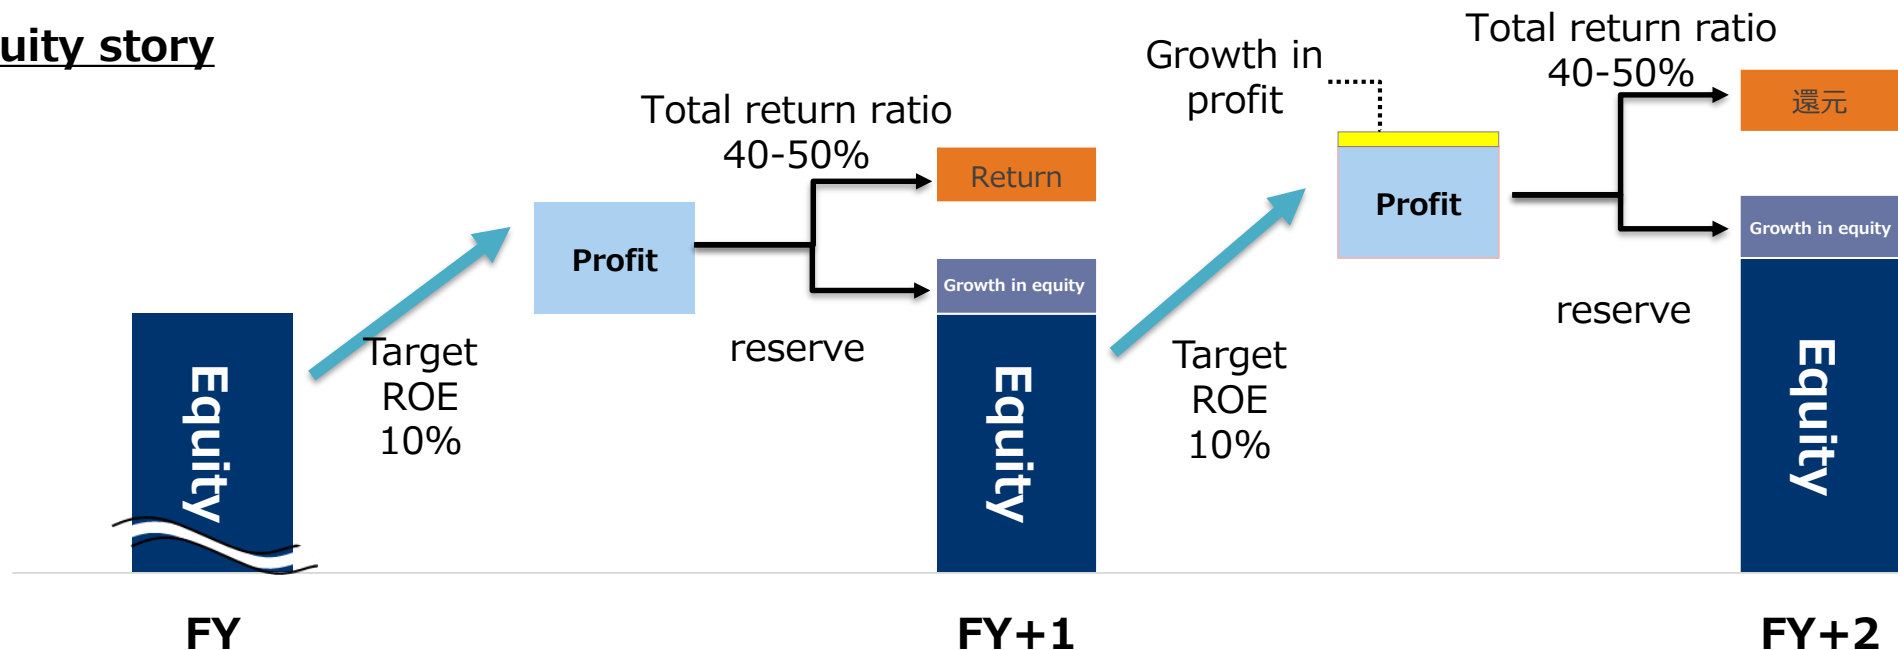 uity story
Total return ratio
40-50%
Growth in
profit
Total return ratio
40-50%
Profit
Return
Growth in equity
Profit
還元
Growth in equity
Equity
Target
ROE
10%
reserve
Equity
Target
ROE
10%
reserve
Equity
FY
FY+1
FY+2